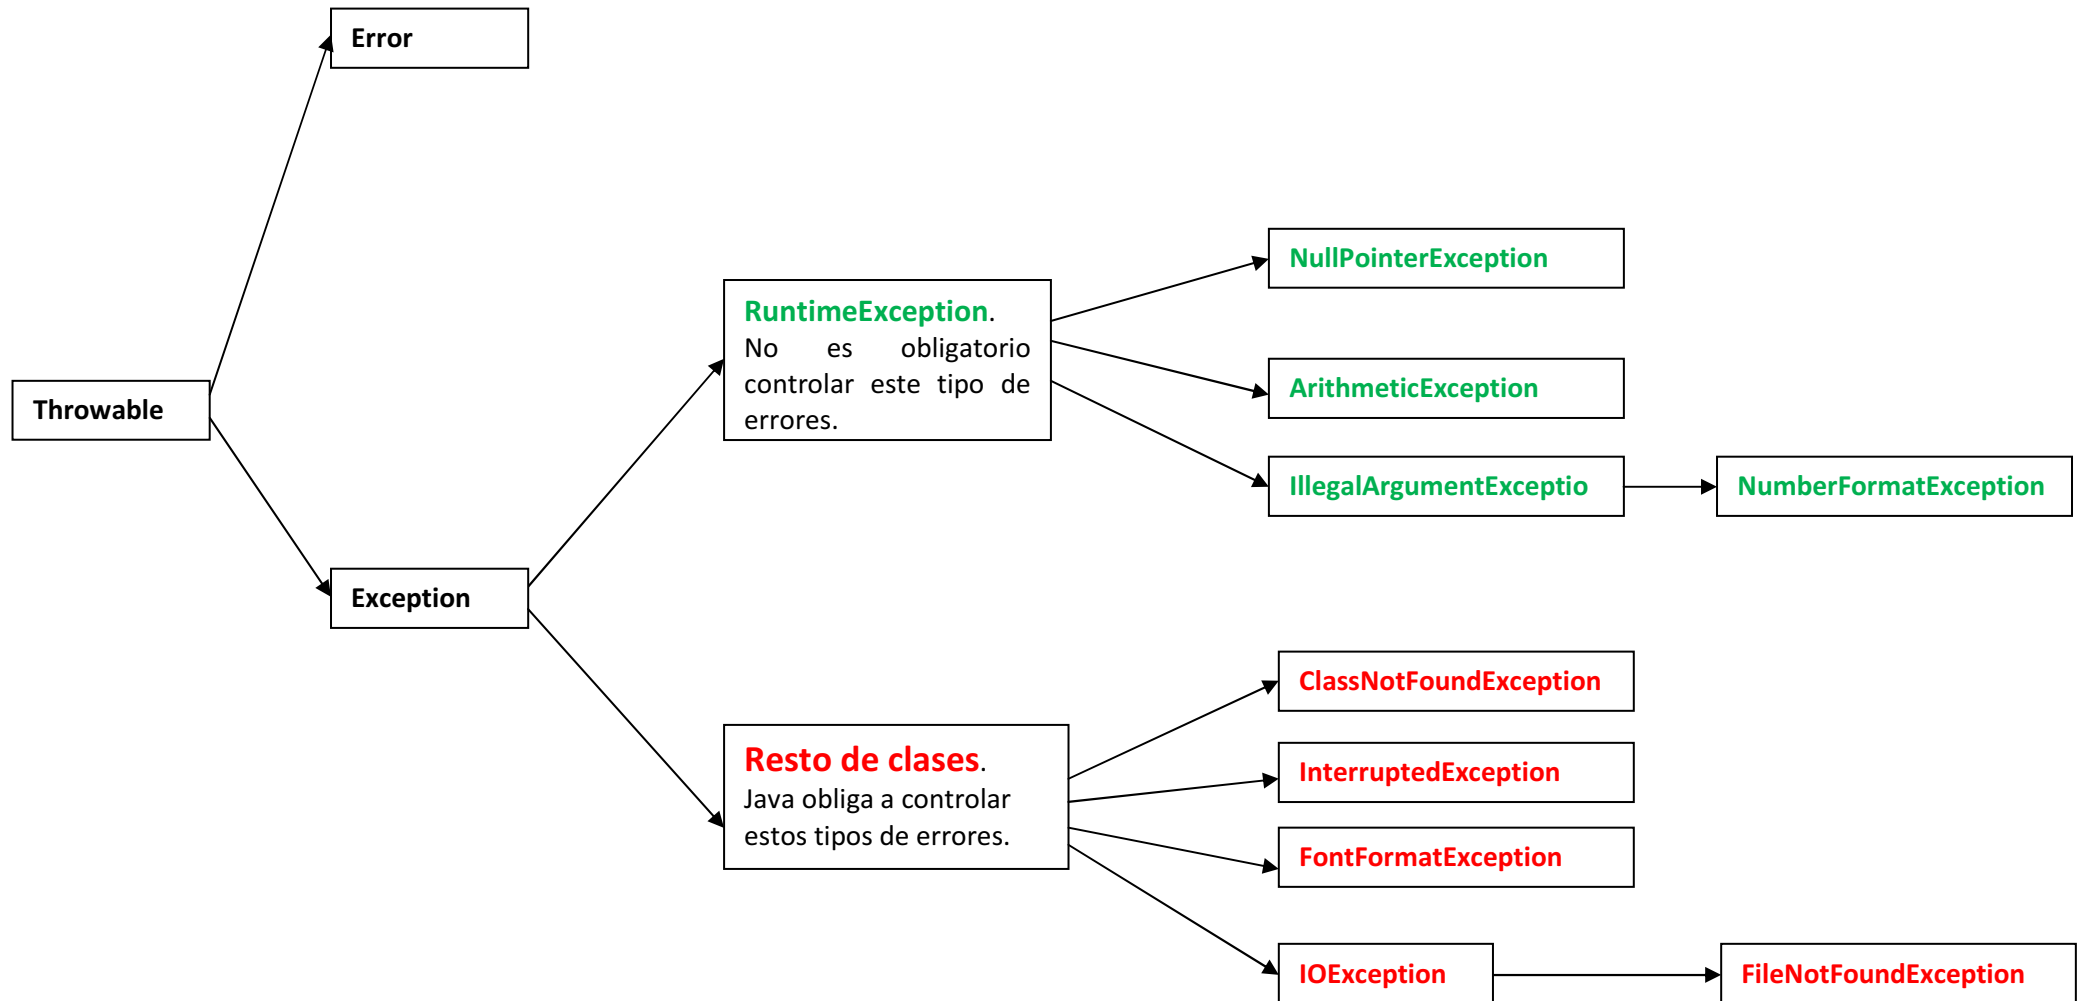 Error
NullPointerException
RuntimeException.
No es obligatorio
controlar este tipo de
errores.
ArithmeticException
Throwable
IllegalArgumentExceptio
NumberFormatException
Exception
ClassNotFoundException
Resto de clases.
Java obliga a controlar
estos tipos de errores.
InterruptedException
FontFormatException
IOException
FileNotFoundException